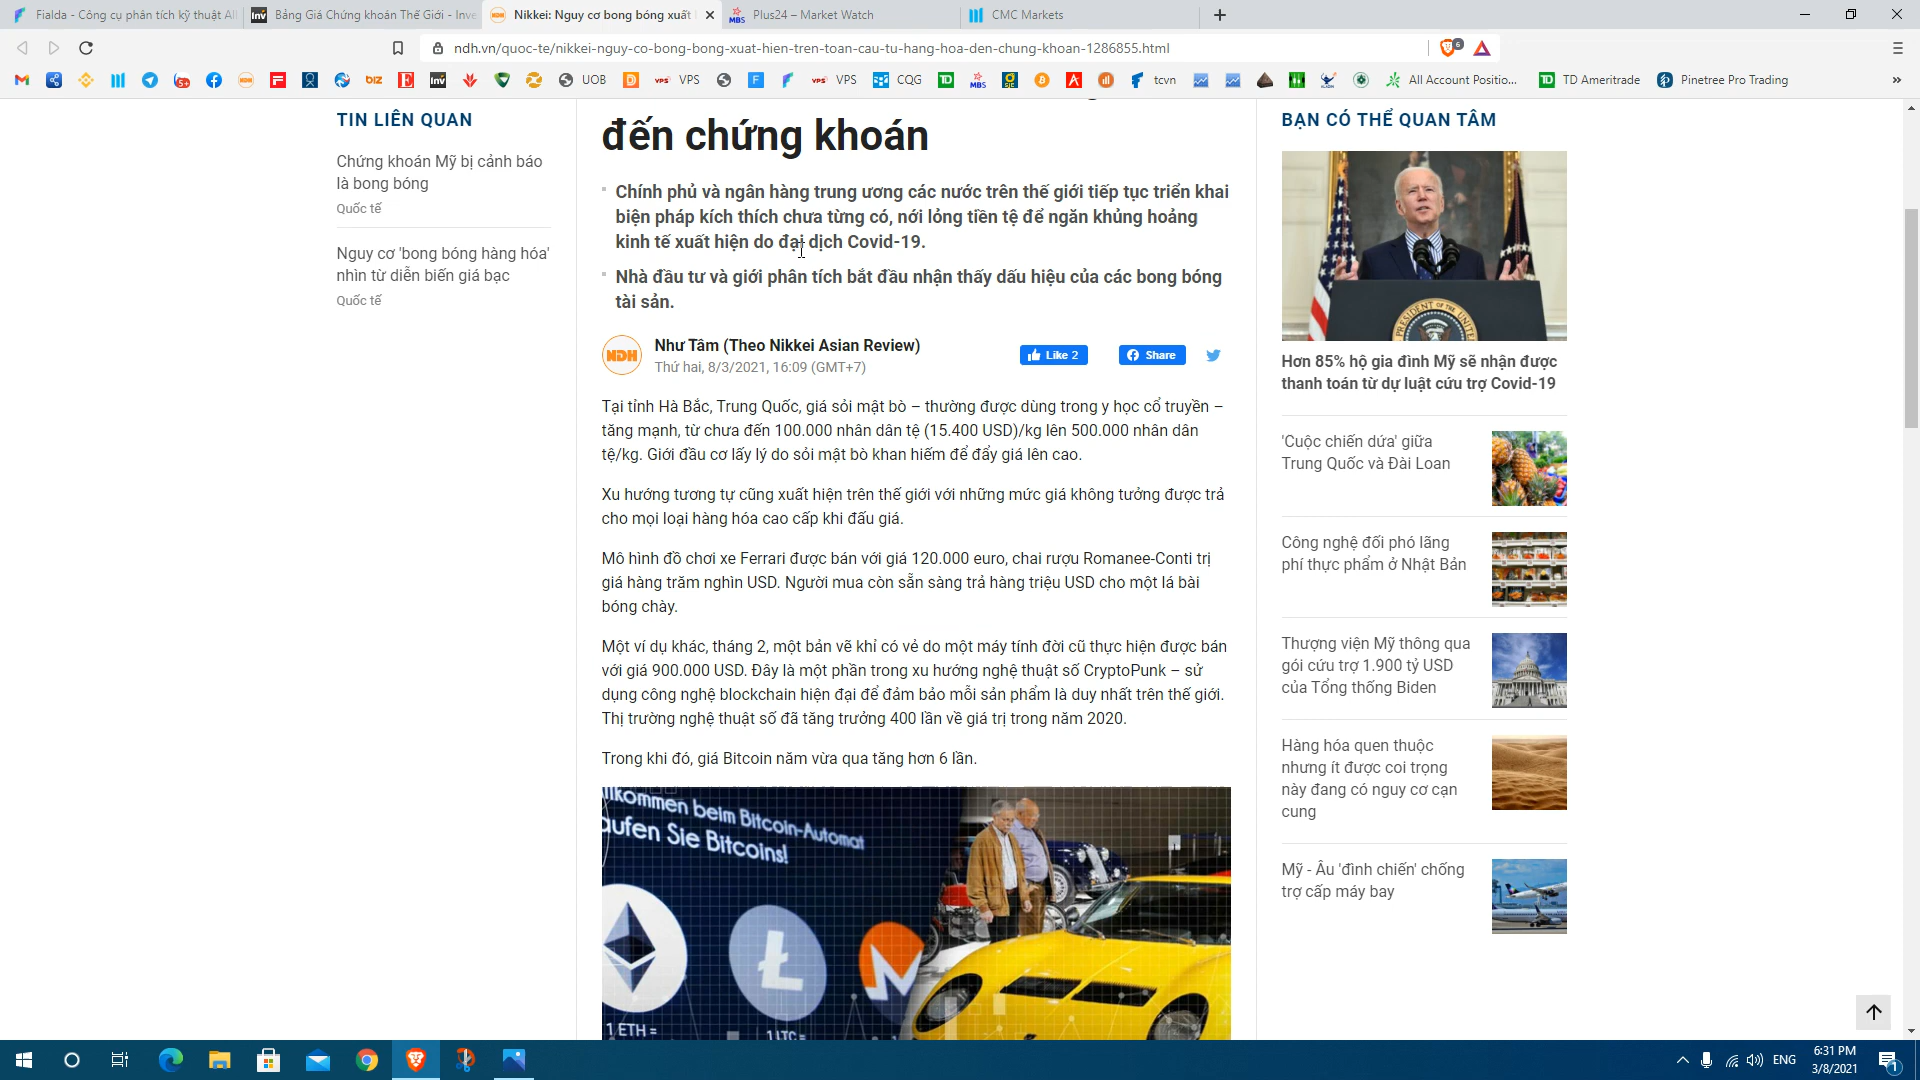 Fialda - Công cụ phân tích kỹ thuật Al
Bảng Giá Chứng khoán Thế Giới - Inve
Nikkei: Nguy cơ bong bóng xuất
Plus24 – Market Watch
CMC Markets
ndh.vn/quoc-te/nikkei-nguy-co-bong-bong-xuat-hien-tren-toan-cau-tu-hang-hoa-den-chung-khoan-1286855.html
UOB
VPS
VPS
CQG
tcvn
All Account Positio...
TD Ameritrade
Pinetree Pro Trading
TIN LIÊN QUAN
Chứng khoán Mỹ bị cảnh báo
là bong bóng
Quốc tế
Nguy cơ 'bong bóng hàng hóa'
nhìn từ diễn biến giá bạc
Quốc tế
đến chứng khoán
Chính phủ và ngân hàng trung ương các nước trên thế giới tiếp tục triển khai
biện pháp kích thích chưa từng có, nới lỏng tiền tệ để ngăn khủng hoảng
kinh tế xuất hiện do đại dịch Covid-19.
Nhà đầu tư và giới phân tích bắt đầu nhận thấy dấu hiệu của các bong bóng
tài sản.
NDH
Như Tâm (Theo Nikkei Asian Review)
Thứ hai, 8/3/2021, 16:09 (GMT+7)
Like 2
Share
Tại tỉnh Hà Bắc, Trung Quốc, giá sỏi mật bò – thường được dùng trong y học cổ truyền –
tăng mạnh, từ chưa đến 100.000 nhân dân tệ (15.400 USD)/kg lên 500.000 nhân dân
tệ/kg. Giới đầu cơ lấy lý do sỏi mật bò khan hiếm để đẩy giá lên cao.
Xu hướng tương tự cũng xuất hiện trên thế giới với những mức giá không tưởng được trả
cho mọi loại hàng hóa cao cấp khi đấu giá.
Mô hình đồ chơi xe Ferrari được bán với giá 120.000 euro, chai rượu Romanee-Conti trị
giá hàng trăm nghìn USD. Người mua còn sẵn sàng trả hàng triệu USD cho một lá bài
bóng chày.
Một ví dụ khác, tháng 2, một bản vẽ khỉ có vẻ do một máy tính đời cũ thực hiện được bán
với giá 900.000 USD. Đây là một phần trong xu hướng nghệ thuật số CryptoPunk – sử
dụng công nghệ blockchain hiện đại để đảm bảo mỗi sản phẩm là duy nhất trên thế giới.
Thị trường nghệ thuật số đã tăng trưởng 400 lần về giá trị trong năm 2020.
Trong khi đó, giá Bitcoin năm vừa qua tăng hơn 6 lần.
llkommen beim Bitcoin-Automat
aufen Sie Bitcoins!
1 ETH =
1 LTC =
BẠN CÓ THỂ QUAN TÂM
Hơn 85% hộ gia đình Mỹ sẽ nhận được
thanh toán từ dự luật cứu trợ Covid-19
'Cuộc chiến dứa' giữa
Trung Quốc và Đài Loan
Công nghệ đối phó lãng
phí thực phẩm ở Nhật Bản
Thượng viện Mỹ thông qua
gói cứu trợ 1.900 tỷ USD
của Tổng thống Biden
Hàng hóa quen thuộc
nhưng ít được coi trọng
này đang có nguy cơ cạn
cung
Mỹ - Âu 'đình chiến' chống
trợ cấp máy bay
ENG
6:31 PM
3/8/2021